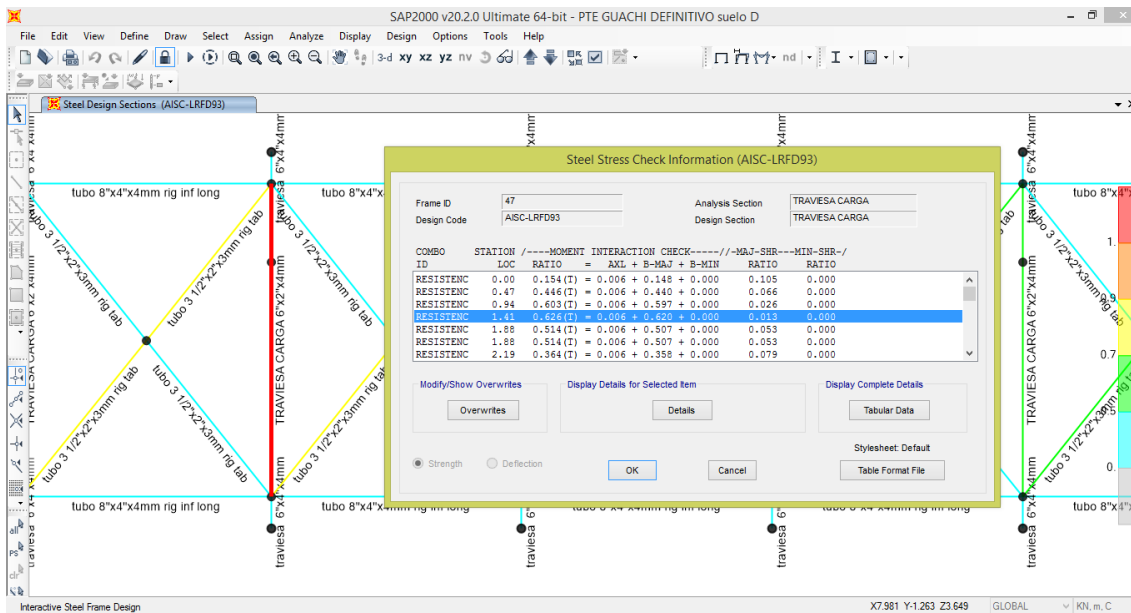 SAP2000 v20.2.0 Ultimate 64-bit - PTE GUACHI DEFINITIVO suelo D
File Edit View Define Draw Select Assign Analyze Display Design Options Tools Help
3-d xy xz yz nv nd
Steel Design Sections (AISC-LRFD93)
Steel Stress Check Information (AISC-LRFD93)
Frame ID 47 Analysis Section TRAVIESA CARGA
Design Code AISC-LRFD93 Design Section TRAVIESA CARGA
COMBO STATION /----MOMENT INTERACTION CHECK-----//-MAJ-SHR---MIN-SHR-/
ID LOC RATIO = AXL + B-MAJ + B-MIN RATIO RATIO
RESISTENC 0.00 0.154(T) = 0.006 + 0.148 + 0.000 0.105 0.000
RESISTENC 0.47 0.446(T) = 0.006 + 0.440 + 0.000 0.066 0.000
RESISTENC 0.94 0.603(T) = 0.006 + 0.597 + 0.000 0.026 0.000
RESISTENC 1.41 0.626(T) = 0.006 + 0.620 + 0.000 0.013 0.000
RESISTENC 1.88 0.514(T) = 0.006 + 0.507 + 0.000 0.053 0.000
RESISTENC 1.88 0.514(T) = 0.006 + 0.507 + 0.000 0.053 0.000
RESISTENC 2.19 0.364(T) = 0.006 + 0.358 + 0.000 0.079 0.000
Modify/Show Overwrites Display Details for Selected Item Display Complete Details
Overwrites Details Tabular Data
Strength Deflection OK Cancel
Stylesheet: Default
Table Format File
tubo 8"x4"x4mm rig inf long
tubo 8"x4"x
tubo 8"x4"
traviesa 6"x4"x4mm
TRAVIESA CARGA 6"x2"x4mm
TRAVIESA CARGA
tubo 3 1/2"x2"x3mm rig tab
tubo 3 1/2"x2"x3mm rig tab
tubo 3 1/2"x2"x3mm rig tab
tubo 3 1/2"x2"x3mm rig tab
tubo 8"x4"x4mm rig inf long
traviesa
traviesa
traviesa
1.
0.9
0.7
0.5
0.
all
PS
clr
Interactive Steel Frame Design X7.981 Y-1.263 Z3.649 GLOBAL KN, m, C